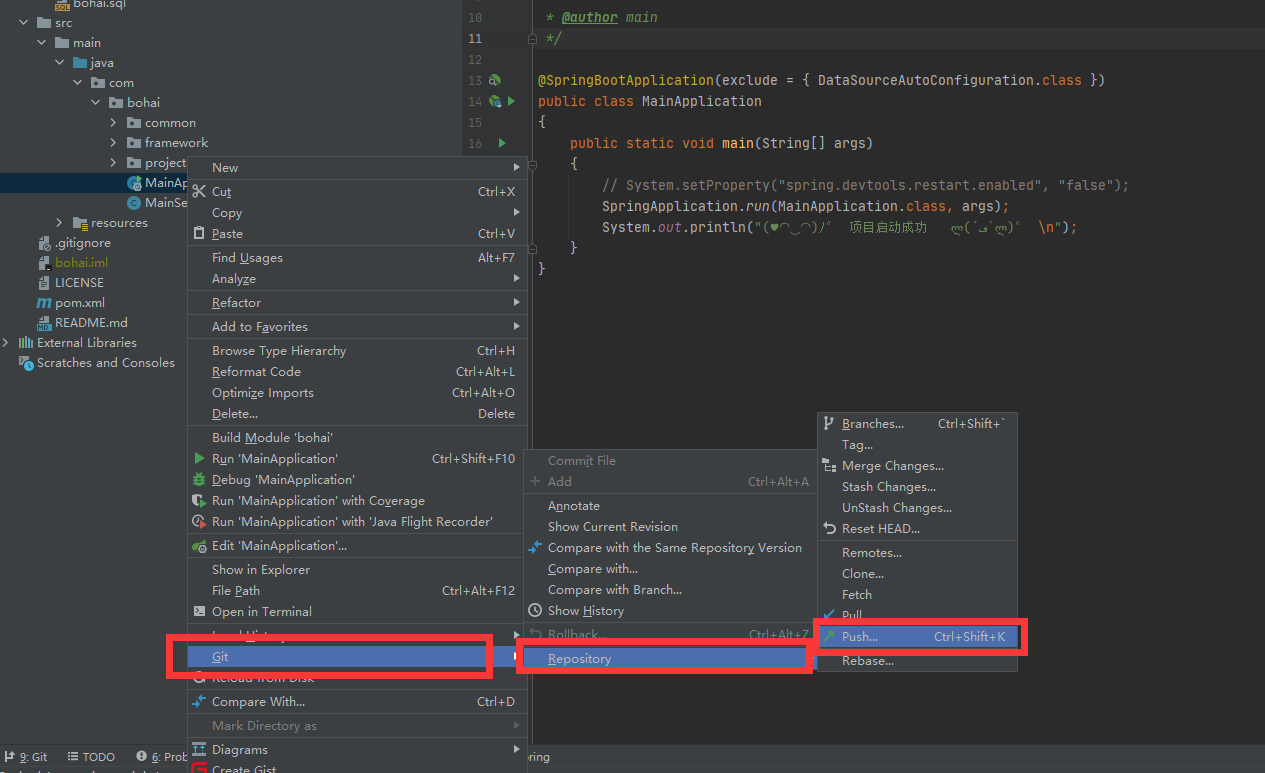 bohai.sql
src
main
java
com
bohai
common
framework
project
MainAp
MainSe
resources
.gitignore
bohai.iml
LICENSE
pom.xml
README.md
External Libraries
Scratches and Consoles
10 * @author main
11 */
12
13 @SpringBootApplication(exclude = { DataSourceAutoConfiguration.class })
14 public class MainApplication
15 {
16 public static void main(String[] args)
{
// System.setProperty("spring.devtools.restart.enabled", "false");
SpringApplication.run(MainApplication.class, args);
System.out.println("(♥◠‿◠)ﾉﾞ 项目启动成功 ლ(´ڡ`ლ)ﾞ \n");
}
}
New
Cut Ctrl+X
Copy
Paste Ctrl+V
Find Usages Alt+F7
Analyze
Refactor
Add to Favorites
Browse Type Hierarchy Ctrl+H
Reformat Code Ctrl+Alt+L
Optimize Imports Ctrl+Alt+O
Delete... Delete
Build Module 'bohai'
Run 'MainApplication' Ctrl+Shift+F10
Debug 'MainApplication'
Run 'MainApplication' with Coverage
Run 'MainApplication' with 'Java Flight Recorder'
Edit 'MainApplication'...
Show in Explorer
File Path Ctrl+Alt+F12
Open in Terminal
Local History
Git
Reload from Disk
Compare With... Ctrl+D
Mark Directory as
Diagrams
Create Gist
Commit File
Add Ctrl+Alt+A
Annotate
Show Current Revision
Compare with the Same Repository Version
Compare with...
Compare with Branch...
Show History
Rollback... Ctrl+Alt+Z
Repository
Branches... Ctrl+Shift+`
Tag...
Merge Changes...
Stash Changes...
UnStash Changes...
Reset HEAD...
Remotes...
Clone...
Fetch
Pull
Push... Ctrl+Shift+K
Rebase...
9: Git TODO 6: Prob ring